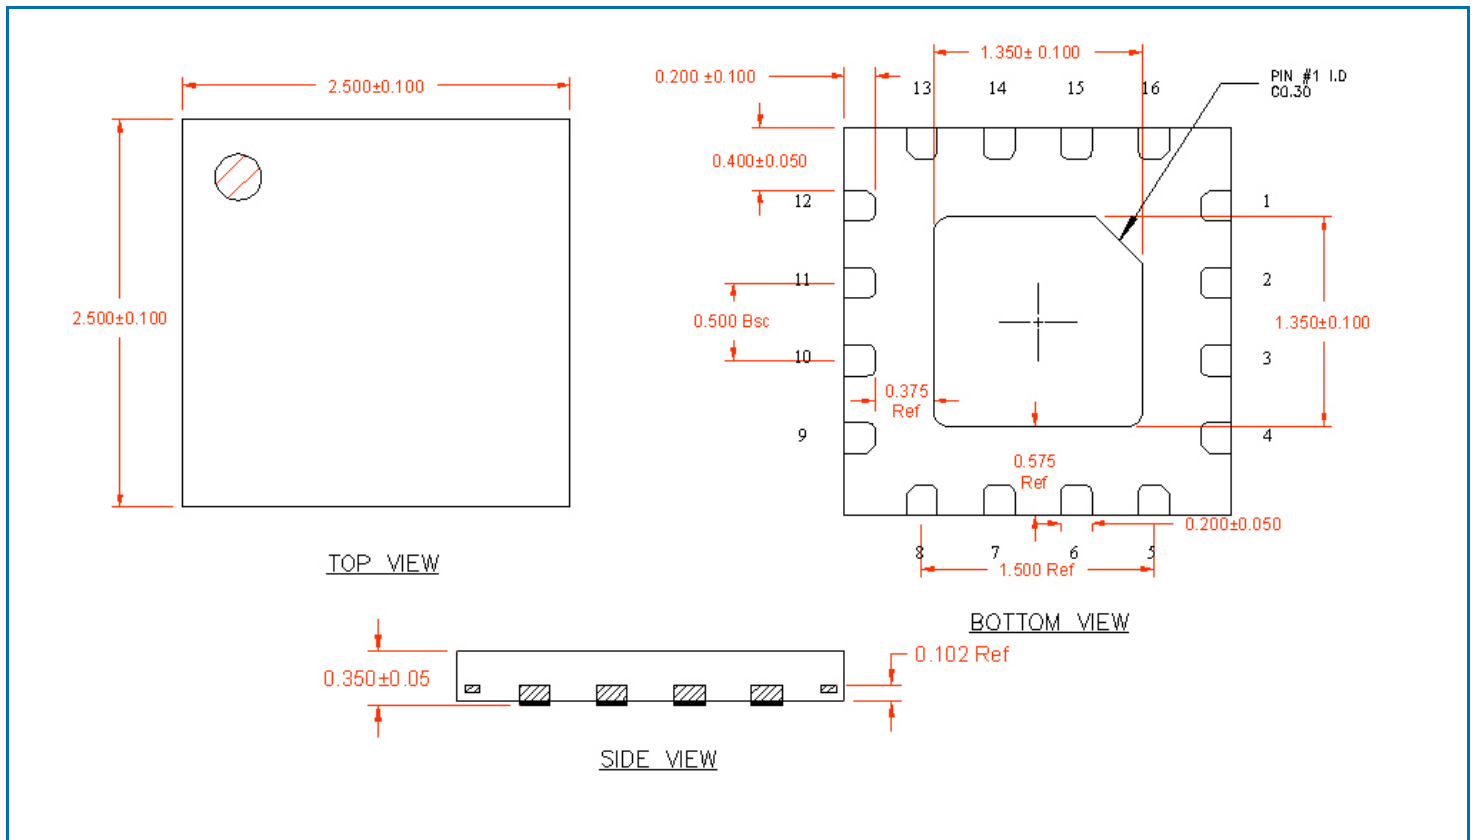 2.500±0.100
2.500±0.100
TOP VIEW
1.350± 0.100
0.200 ±0.100
13
14
15
16
PIN #1 I.D
C0.30
0.400±0.050
12
1
11
2
0.500 Bsc
1.350±0.100
10
3
0.375
Ref
9
4
0.575
Ref
0.200±0.050
8
7
6
5
1.500 Ref
BOTTOM VIEW
0.350±0.05
0.102 Ref
SIDE VIEW